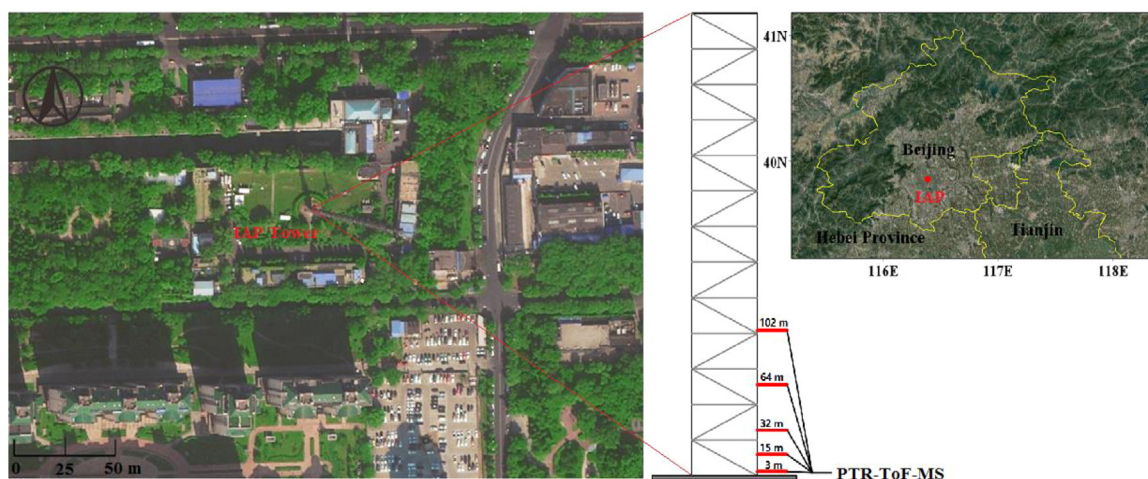 IAP Tower
0 25 50 m
102 m
64 m
32 m
15 m
3 m
PTR-ToF-MS
41N
40N
Beijing
IAP
Hebei Province
Tianjin
116E 117E 118E